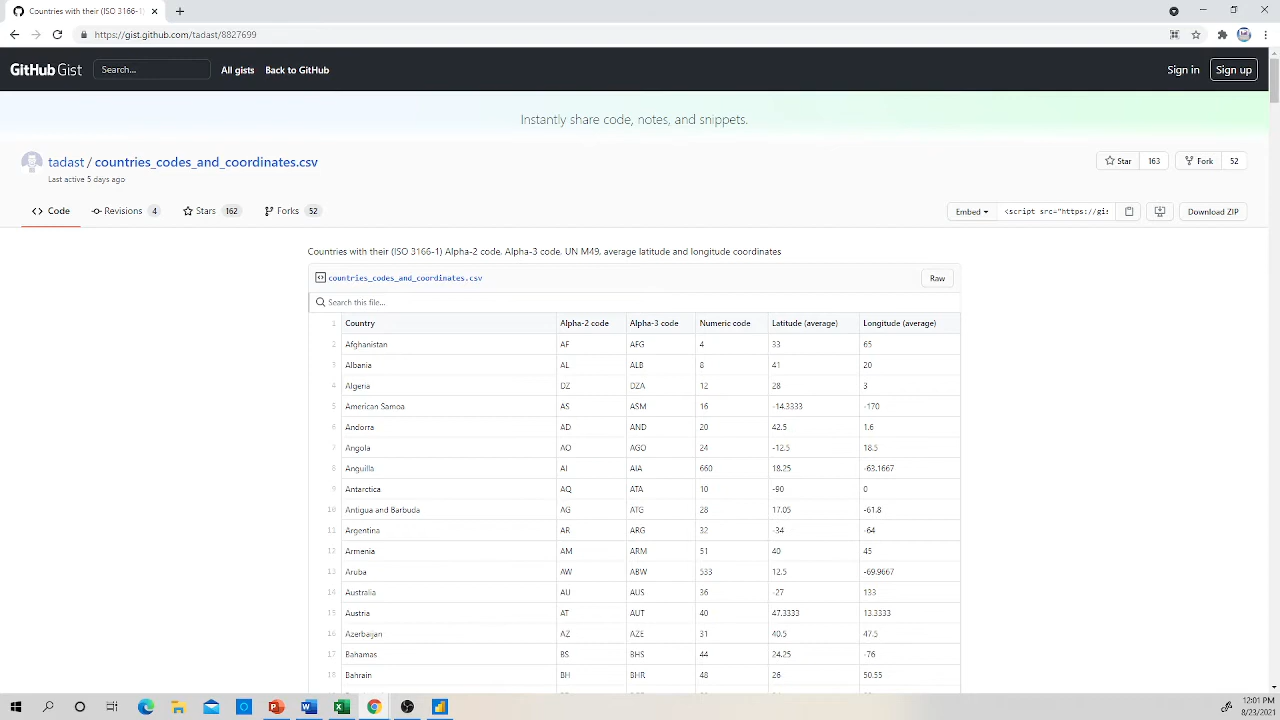 Countries with their (ISO 3166-1)
https://gist.github.com/tadast/8827699
GitHub Gist Search... All gists Back to GitHub Sign in Sign up
Instantly share code, notes, and snippets.
tadast / countries_codes_and_coordinates.csv Star 163 Fork 52
Last active 5 days ago
Code Revisions 4 Stars 162 Forks 52 Embed <script src="https://gi: Download ZIP
Countries with their (ISO 3166-1) Alpha-2 code, Alpha-3 code, UN M49, average latitude and longitude coordinates
countries_codes_and_coordinates.csv Raw
Search this file...
1 Country Alpha-2 code Alpha-3 code Numeric code Latitude (average) Longitude (average)
2 Afghanistan AF AFG 4 33 65
3 Albania AL ALB 8 41 20
4 Algeria DZ DZA 12 28 3
5 American Samoa AS ASM 16 -14.3333 -170
6 Andorra AD AND 20 42.5 1.6
7 Angola AO AGO 24 -12.5 18.5
8 Anguilla AI AIA 660 18.25 -63.1667
9 Antarctica AQ ATA 10 -90 0
10 Antigua and Barbuda AG ATG 28 17.05 -61.8
11 Argentina AR ARG 32 -34 -64
12 Armenia AM ARM 51 40 45
13 Aruba AW ABW 533 12.5 -69.9667
14 Australia AU AUS 36 -27 133
15 Austria AT AUT 40 47.3333 13.3333
16 Azerbaijan AZ AZE 31 40.5 47.5
17 Bahamas BS BHS 44 24.25 -76
18 Bahrain BH BHR 48 26 50.55
12:01 PM
8/23/2021